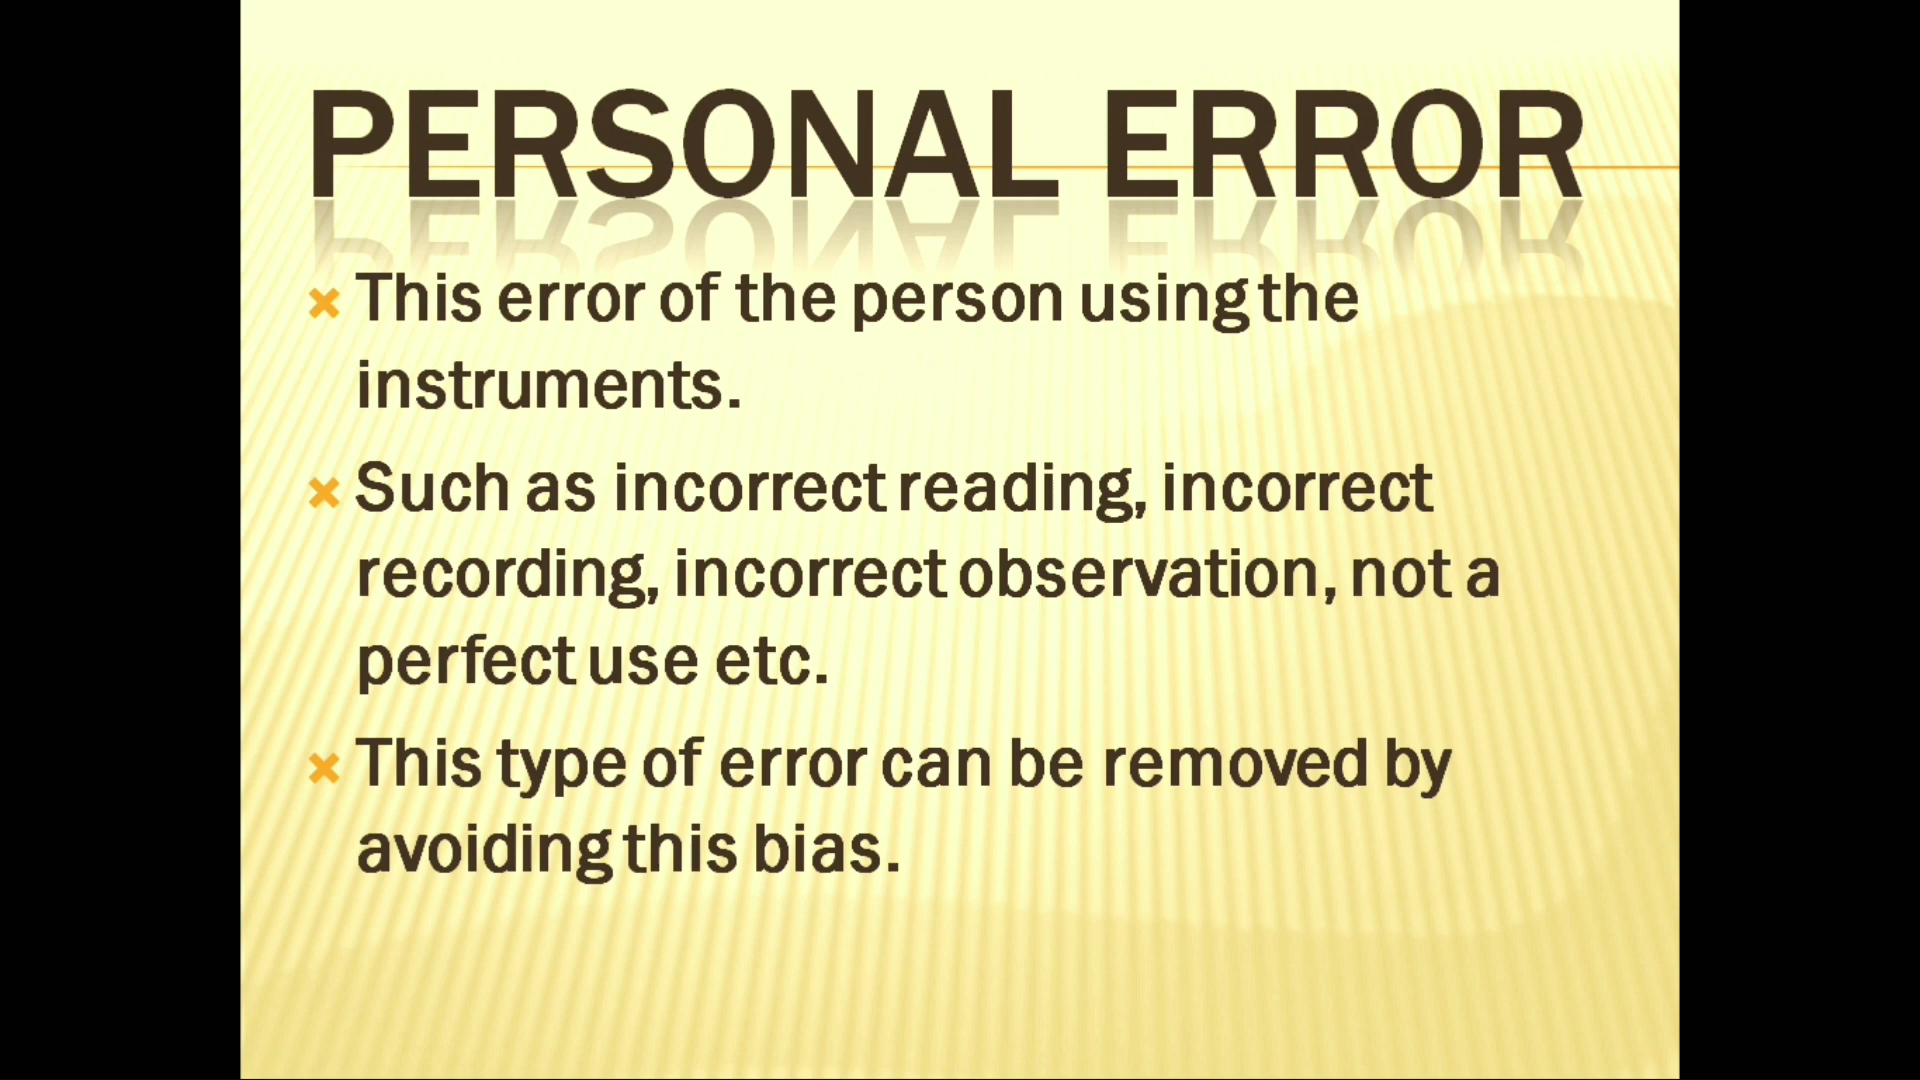 PERSONAL ERROR
This error of the person using the
instruments.
Such as incorrect reading, incorrect
recording, incorrect observation, not a
perfect use etc.
This type of error can be removed by
avoiding this bias.